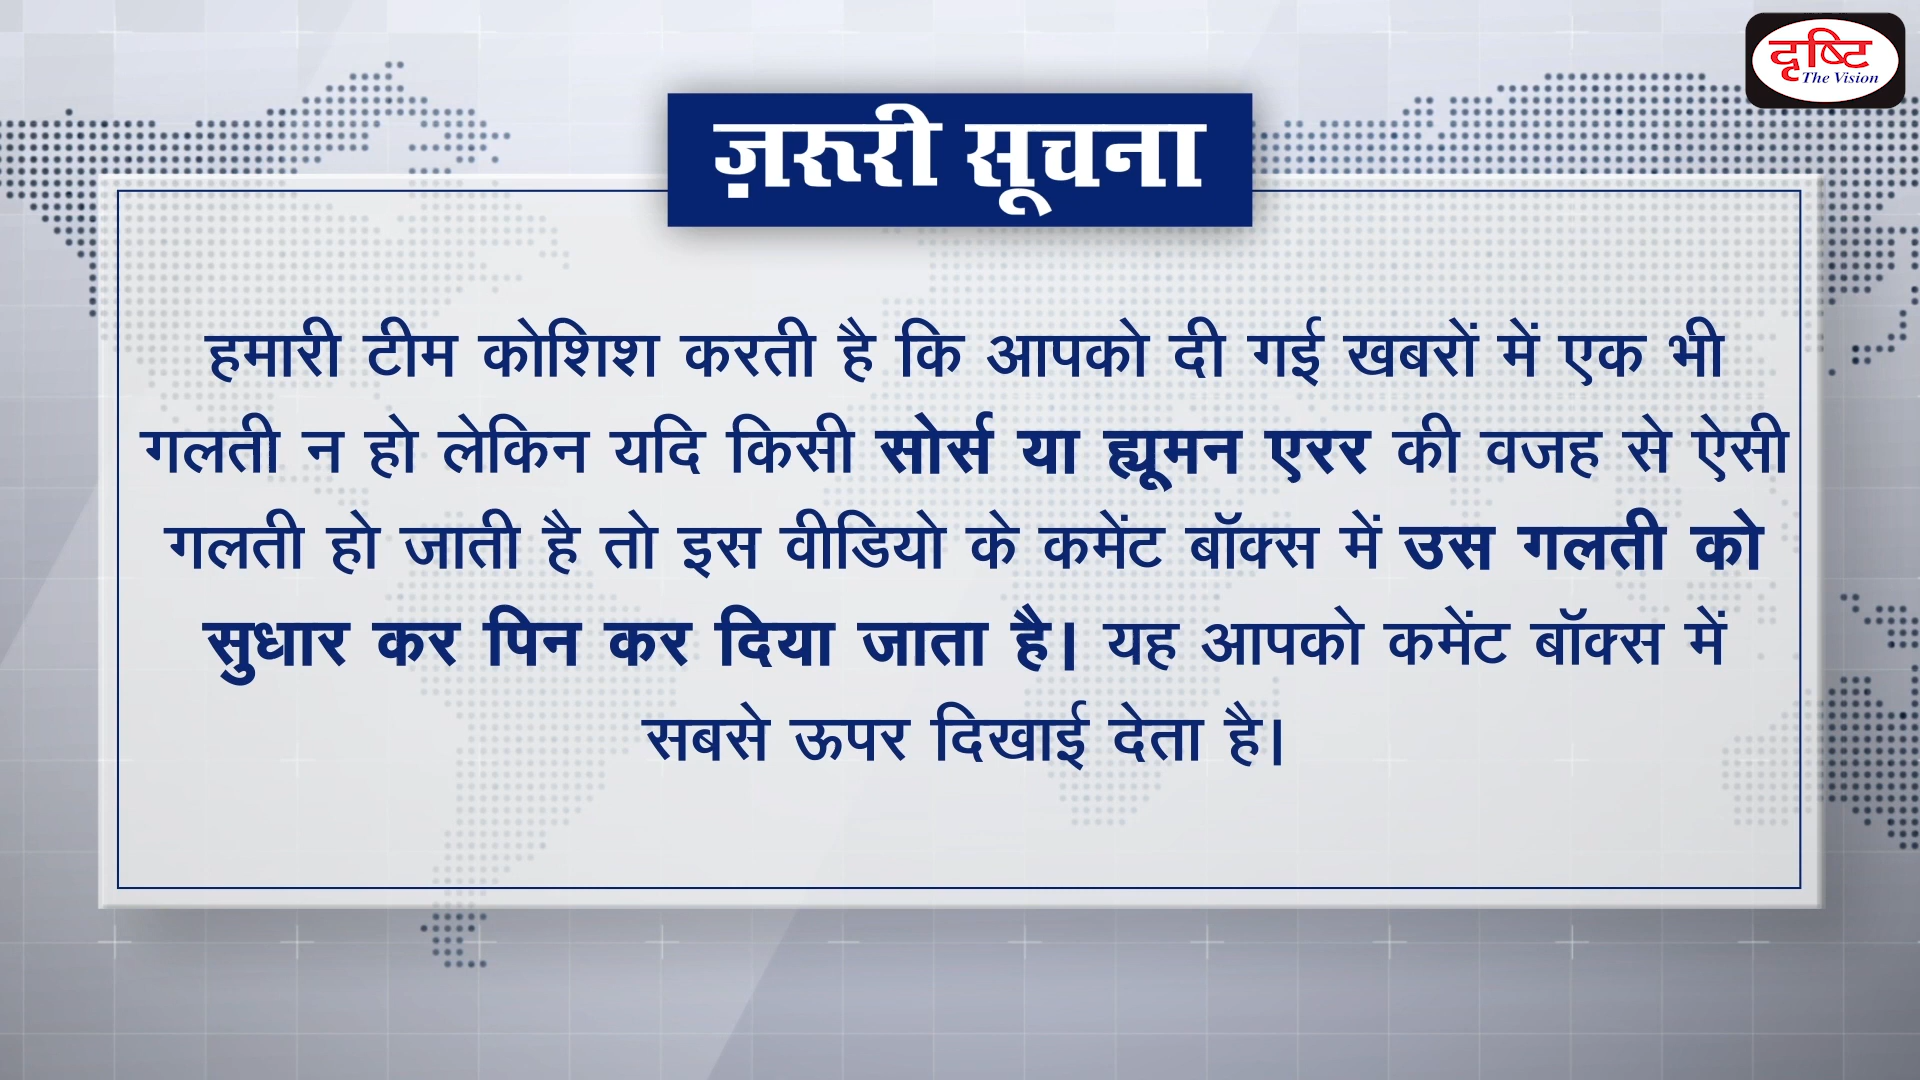 दृष्टि
The Vision
ज़रूरी सूचना
हमारी टीम कोशिश करती है कि आपको दी गई खबरों में एक भी
गलती न हो लेकिन यदि किसी सोर्स या ह्यूमन एरर की वजह से ऐसी
गलती हो जाती है तो इस वीडियो के कमेंट बॉक्स में उस गलती को
सुधार कर पिन कर दिया जाता है। यह आपको कमेंट बॉक्स में
सबसे ऊपर दिखाई देता है।